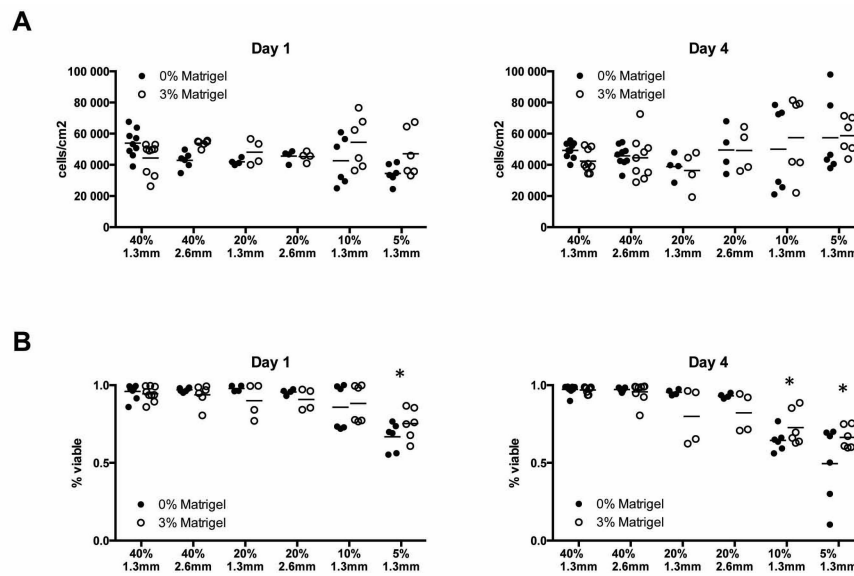 A
Day 1
0% Matrigel
3% Matrigel
cells/cm2
100 000
80 000
60 000
40 000
20 000
0
40% 40% 20% 20% 10% 5%
1.3mm 2.6mm 1.3mm 2.6mm 1.3mm 1.3mm
Day 4
0% Matrigel
3% Matrigel
cells/cm2
100 000
80 000
60 000
40 000
20 000
0
40% 40% 20% 20% 10% 5%
1.3mm 2.6mm 1.3mm 2.6mm 1.3mm 1.3mm
B
Day 1
*
% viable
1.0
0.5
0.0
0% Matrigel
3% Matrigel
40% 40% 20% 20% 10% 5%
1.3mm 2.6mm 1.3mm 2.6mm 1.3mm 1.3mm
Day 4
* *
% viable
1.0
0.5
0.0
0% Matrigel
3% Matrigel
40% 40% 20% 20% 10% 5%
1.3mm 2.6mm 1.3mm 2.6mm 1.3mm 1.3mm